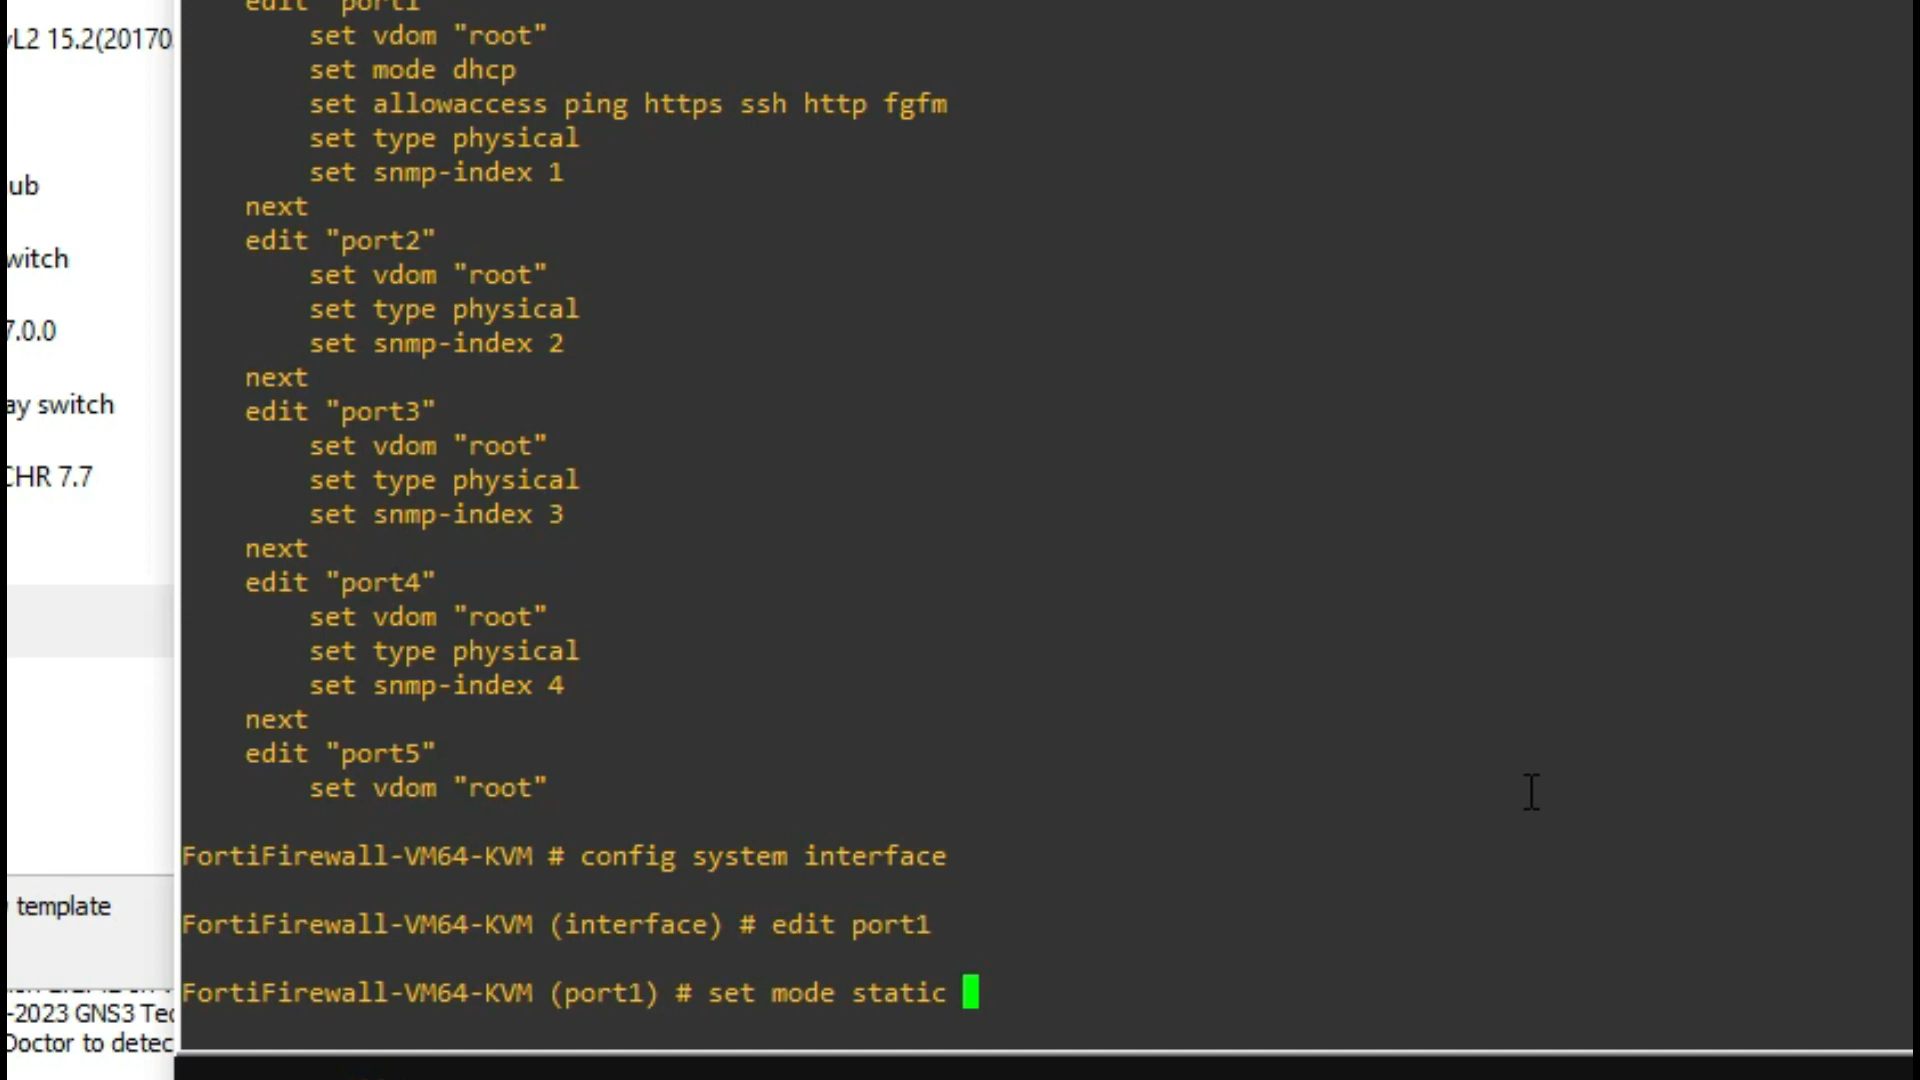 yL2 15.2(20170
ub
witch
7.0.0
ay switch
CHR 7.7
template
-2023 GNS3 Tec
Doctor to detec
edit "port1
set vdom "root"
set mode dhcp
set allowaccess ping https ssh http fgfm
set type physical
set snmp-index 1
next
edit "port2"
set vdom "root"
set type physical
set snmp-index 2
next
edit "port3"
set vdom "root"
set type physical
set snmp-index 3
next
edit "port4"
set vdom "root"
set type physical
set snmp-index 4
next
edit "port5"
set vdom "root"
FortiFirewall-VM64-KVM # config system interface
FortiFirewall-VM64-KVM (interface) # edit port1
FortiFirewall-VM64-KVM (port1) # set mode static